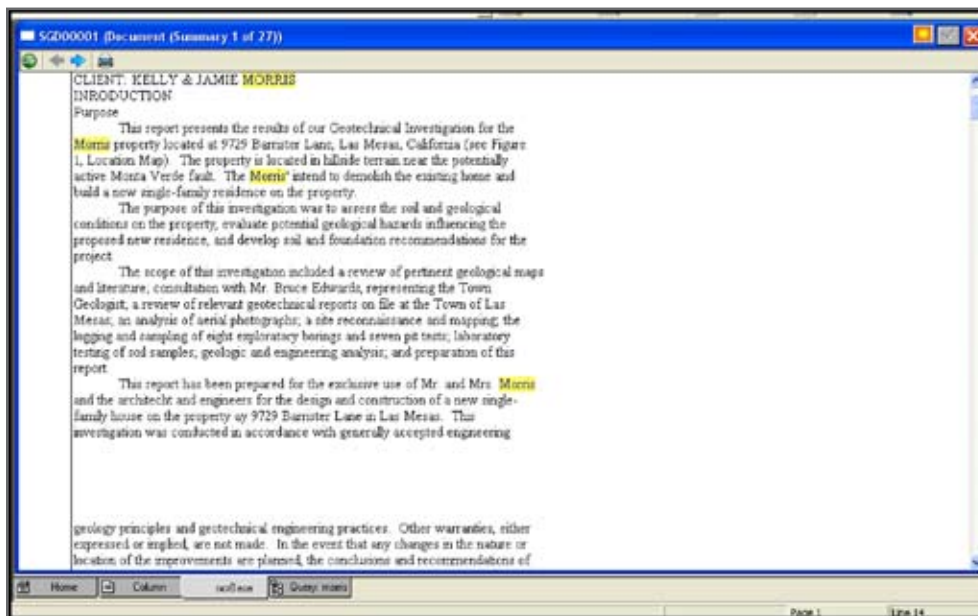 SGD00001 (Document (Summary 1 of 27))
CLIENT: KELLY & JAMIE MORRIS
INRODUCTION
Purpose
This report presents the results of our Geotechnical Investigation for the
Morris property located at 9729 Barrister Lane, Las Mesas, California (see Figure
1, Location Map). The property is located in hillside terrain near the potentially
active Monta Verde fault. The Morris' intend to demolish the existing home and
build a new single-family residence on the property.
The purpose of this investigation was to assess the soil and geological
conditions on the property, evaluate potential geological hazards influencing the
proposed new residence, and develop soil and foundation recommendations for the
project.
The scope of this investigation included a review of pertinent geological maps
and literature; consultation with Mr. Bruce Edwards, representing the Town
Geologist; a review of relevant geotechnical reports on file at the Town of Las
Mesas; an analysis of aerial photographs; a site reconnaissance and mapping; the
logging and sampling of eight exploratory borings and seven pit tests; laboratory
testing of soil samples; geologic and engineering analysis; and preparation of this
report.
This report has been prepared for the exclusive use of Mr. and Mrs. Morris
and the architecht and engineers for the design and construction of a new single-
family house on the property ay 9729 Barrister Lane in Las Mesas. This
investigation was conducted in accordance with generally accepted engineering
geology principles and geotechnical engineering practices. Other warranties, either
expressed or implied, are not made. In the event that any changes in the nature or
location of the improvements are planned, the conclusions and recommendations of
Home
Column
Query: morris
Page 1
Line 14